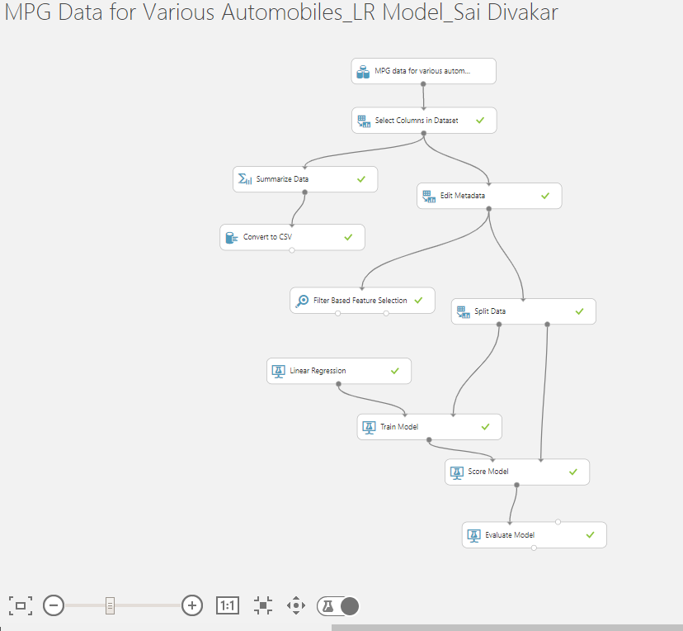 MPG Data for Various Automobiles_LR Model_Sai Divakar
MPG data for various autom...
Select Columns in Dataset
Summarize Data
Edit Metadata
Convert to CSV
Filter Based Feature Selection
Split Data
Linear Regression
Train Model
Score Model
Evaluate Model
1:1